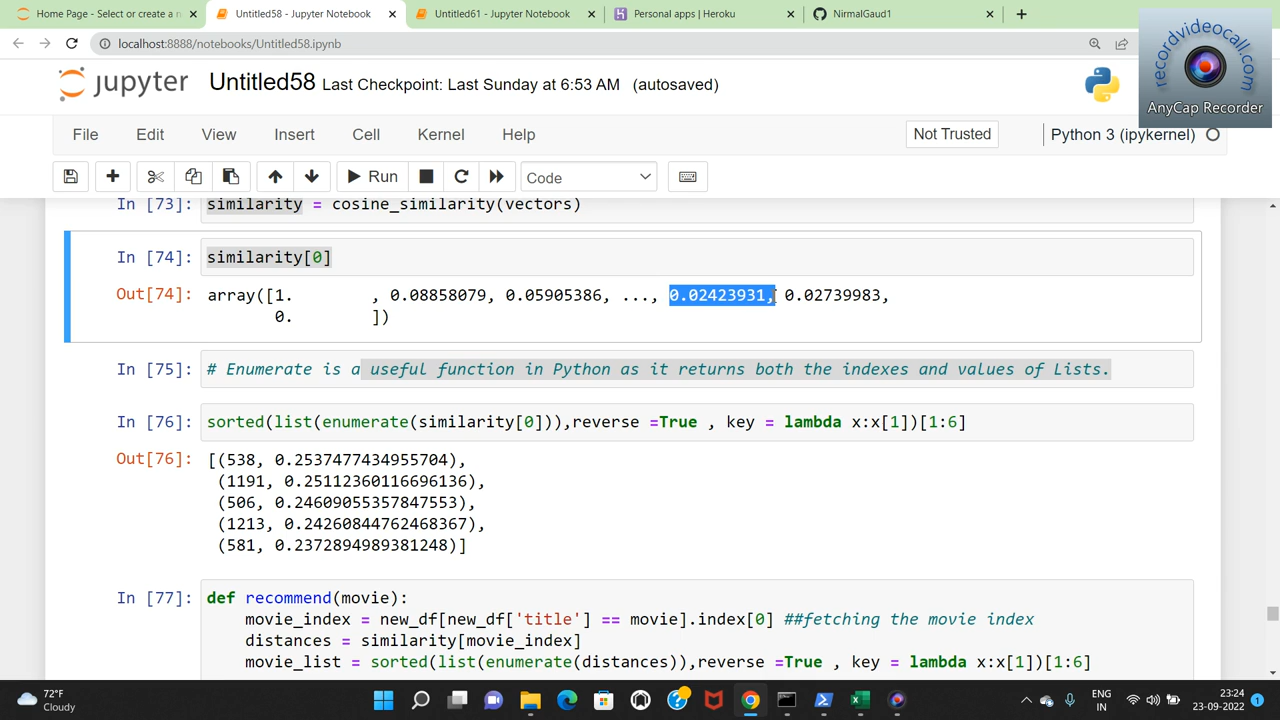 Home Page - Select or create a n
Untitled58 - Jupyter Notebook
Untitled61 - Jupyter Notebook
Personal apps | Heroku
NirmalGaud1
localhost:8888/notebooks/Untitled58.ipynb
recordvideocall.com
AnyCap Recorder
jupyter Untitled58 Last Checkpoint: Last Sunday at 6:53 AM (autosaved)
File Edit View Insert Cell Kernel Help
Not Trusted
Python 3 (ipykernel)
Run
Code
In [73]: similarity = cosine_similarity(vectors)
In [74]: similarity[0]
Out[74]: array([1. , 0.08858079, 0.05905386, ..., 0.02423931, 0.02739983,
0. ])
In [75]: # Enumerate is a useful function in Python as it returns both the indexes and values of Lists.
In [76]: sorted(list(enumerate(similarity[0])),reverse =True , key = lambda x:x[1])[1:6]
Out[76]: [(538, 0.2537477434955704),
(1191, 0.25112360116696136),
(506, 0.24609055357847553),
(1213, 0.24260844762468367),
(581, 0.2372894989381248)]
In [77]: def recommend(movie):
movie_index = new_df[new_df['title'] == movie].index[0] ##fetching the movie index
distances = similarity[movie_index]
movie_list = sorted(list(enumerate(distances)),reverse =True , key = lambda x:x[1])[1:6]
72°F
Cloudy
ENG
IN
23:24
23-09-2022
1